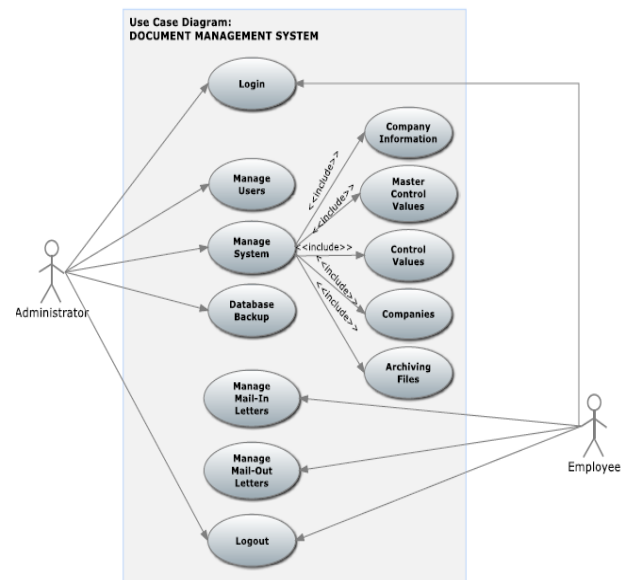 Use Case Diagram:
DOCUMENT MANAGEMENT SYSTEM
Login
Company
Information
<<include>>
Manage
Users
Master
Control
Values
<<include>>
Manage
System
<<include>>
Control
Values
<<include>>
Administrator
Database
Backup
<<include>>
Companies
Archiving
Files
Manage
Mail-In
Letters
Manage
Mail-Out
Letters
Employee
Logout